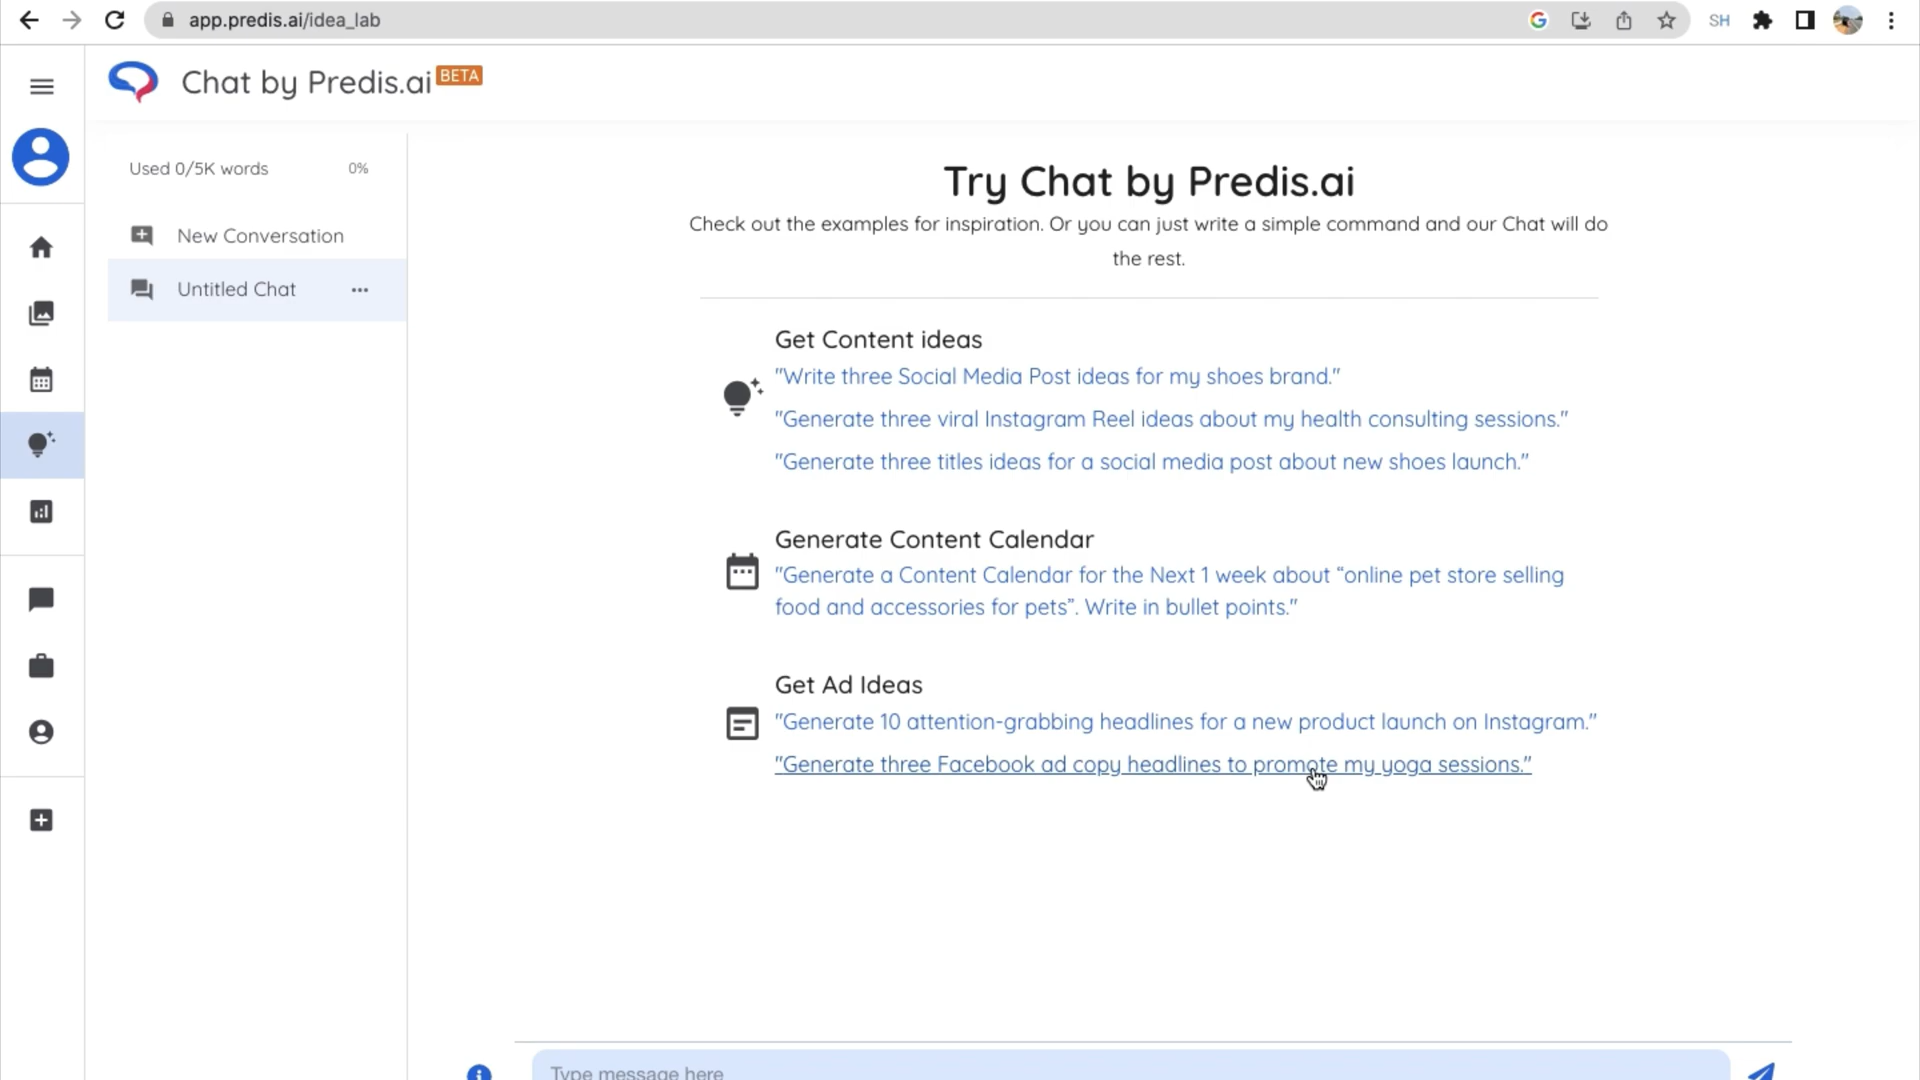 app.predis.ai/idea_lab
SH
Chat by Predis.ai BETA
Used 0/5K words 0%
New Conversation
Untitled Chat
Try Chat by Predis.ai
Check out the examples for inspiration. Or you can just write a simple command and our Chat will do
the rest.
Get Content ideas
"Write three Social Media Post ideas for my shoes brand."
"Generate three viral Instagram Reel ideas about my health consulting sessions."
"Generate three titles ideas for a social media post about new shoes launch."
Generate Content Calendar
"Generate a Content Calendar for the Next 1 week about “online pet store selling
food and accessories for pets”. Write in bullet points."
Get Ad Ideas
"Generate 10 attention-grabbing headlines for a new product launch on Instagram."
"Generate three Facebook ad copy headlines to promote my yoga sessions."
Type message here